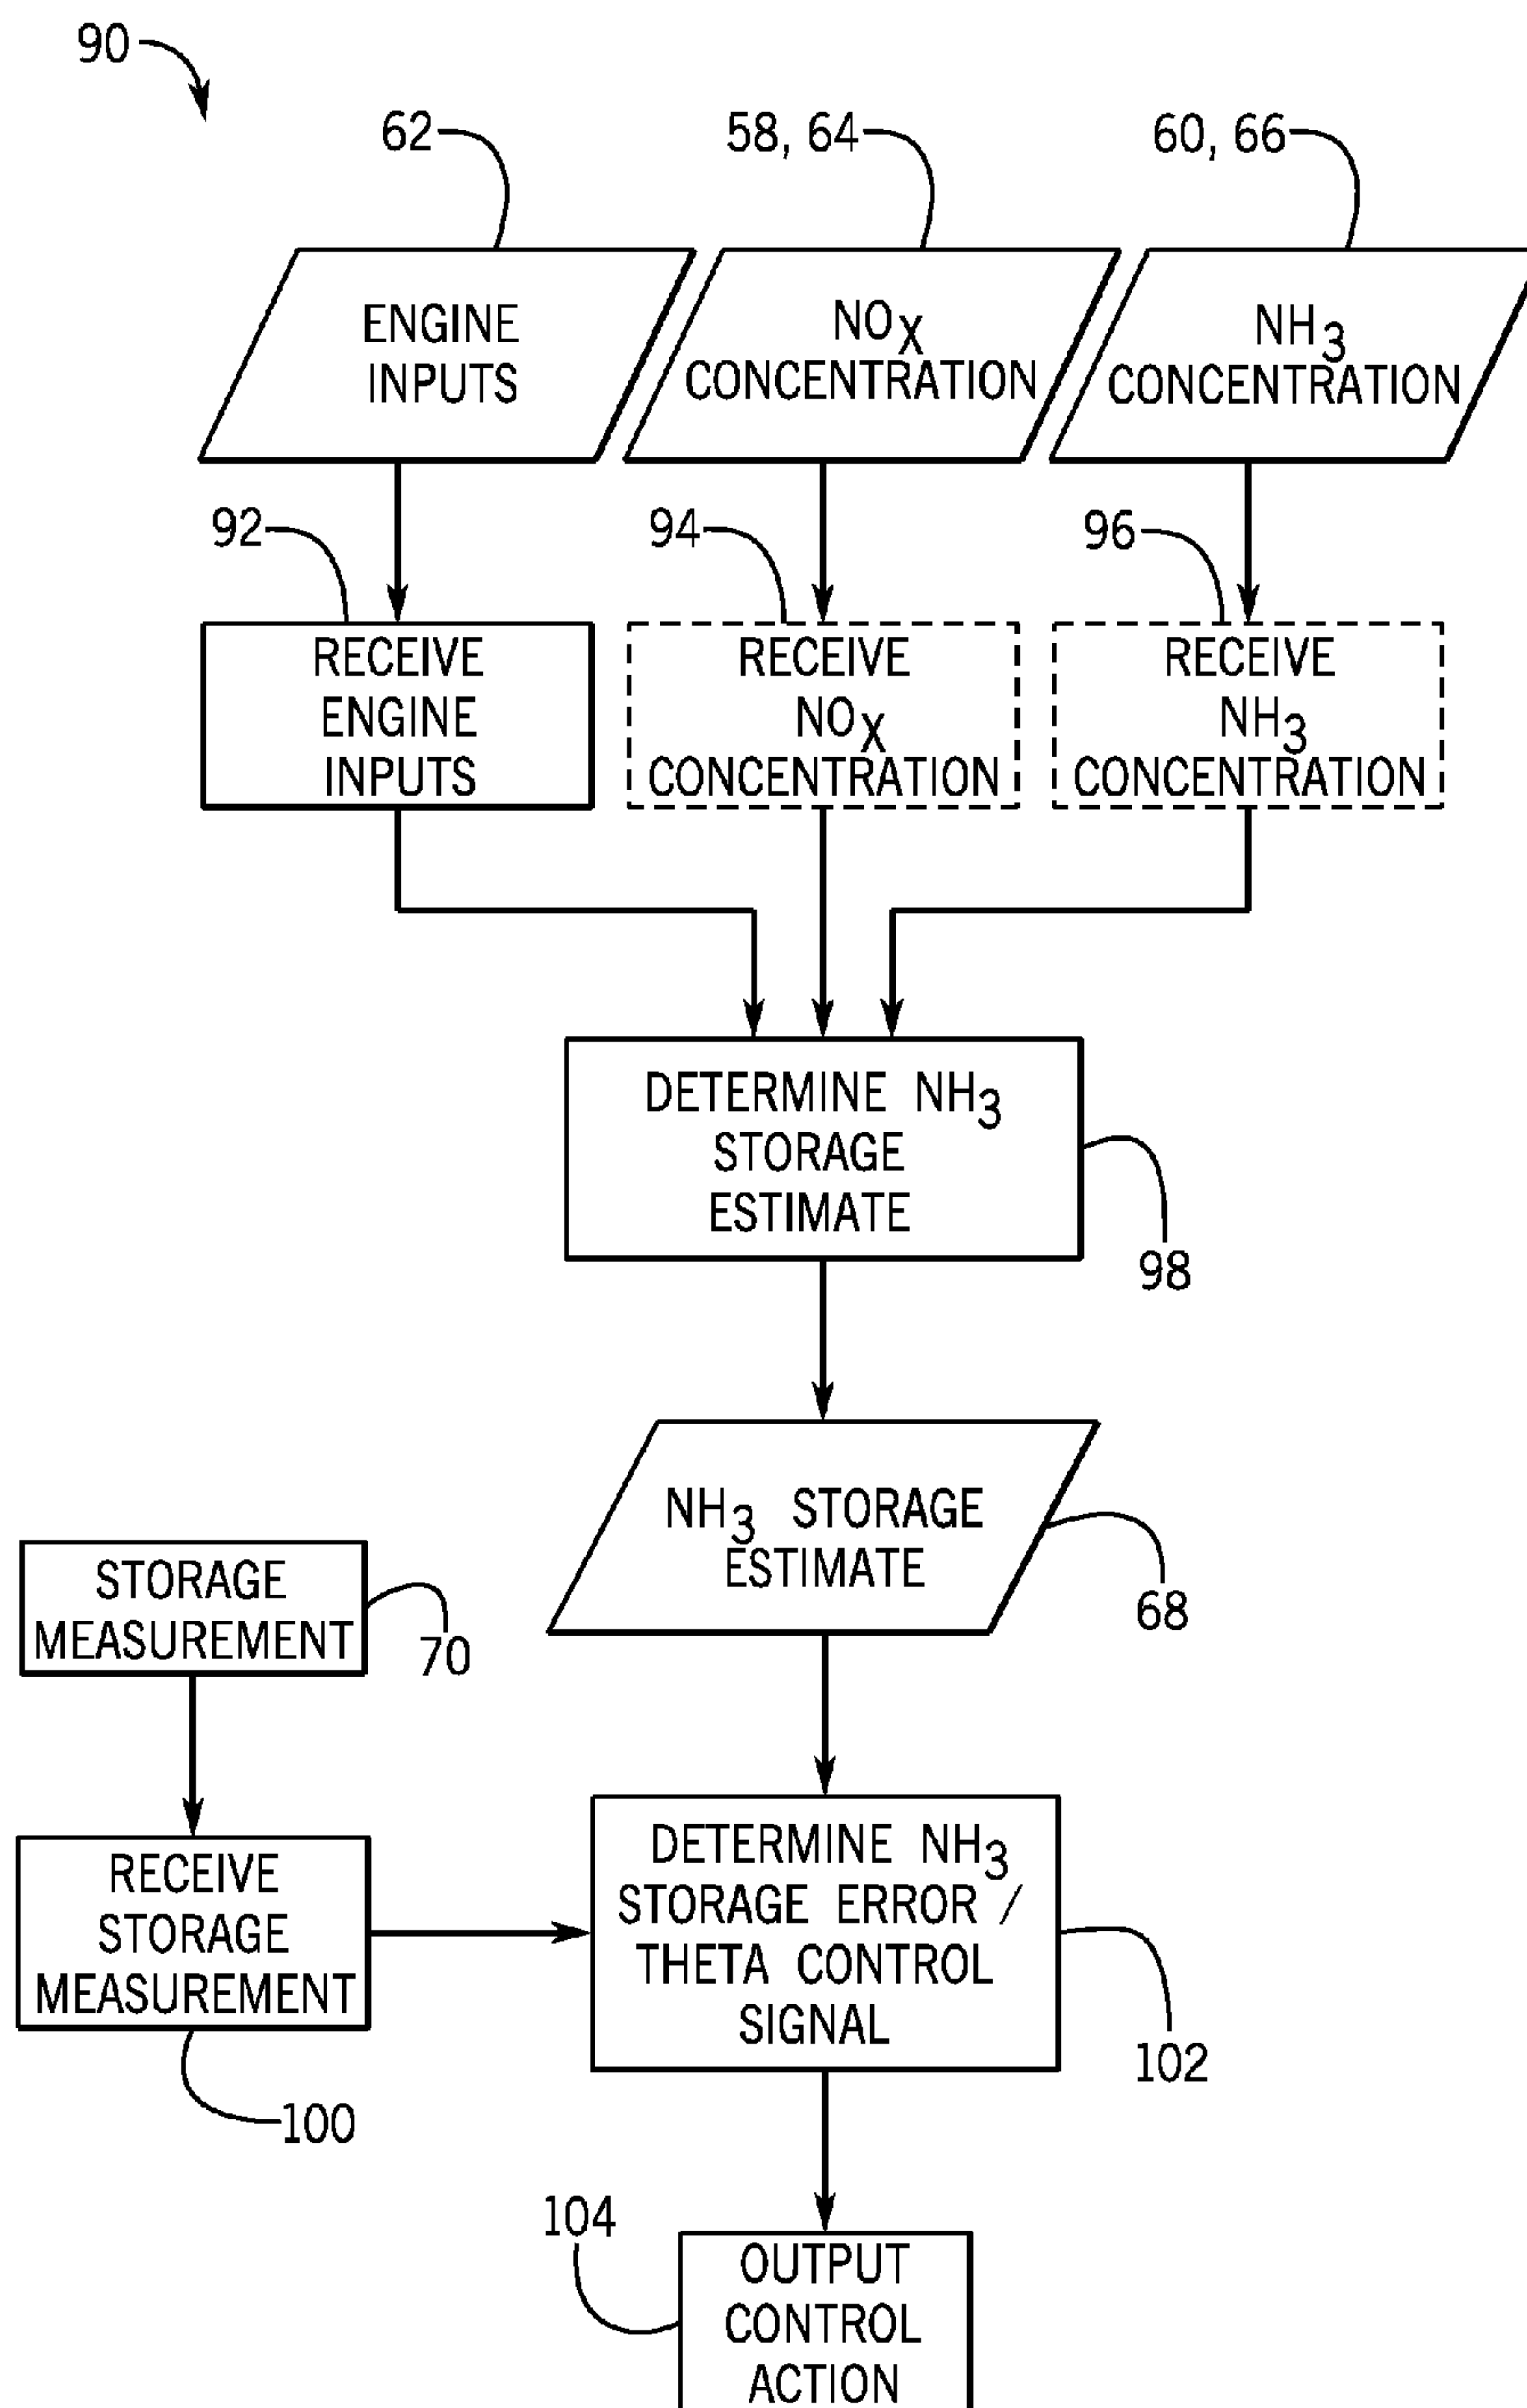 90
62
58, 64
60, 66
ENGINE
INPUTS
NOX
CONCENTRATION
NH3
CONCENTRATION
92
94
96
RECEIVE
ENGINE
INPUTS
RECEIVE
NOX
CONCENTRATION
RECEIVE
NH3
CONCENTRATION
DETERMINE NH3
STORAGE
ESTIMATE
98
NH3 STORAGE
ESTIMATE
68
STORAGE
MEASUREMENT
70
RECEIVE
STORAGE
MEASUREMENT
100
DETERMINE NH3
STORAGE ERROR /
THETA CONTROL
SIGNAL
102
104
OUTPUT
CONTROL
ACTION